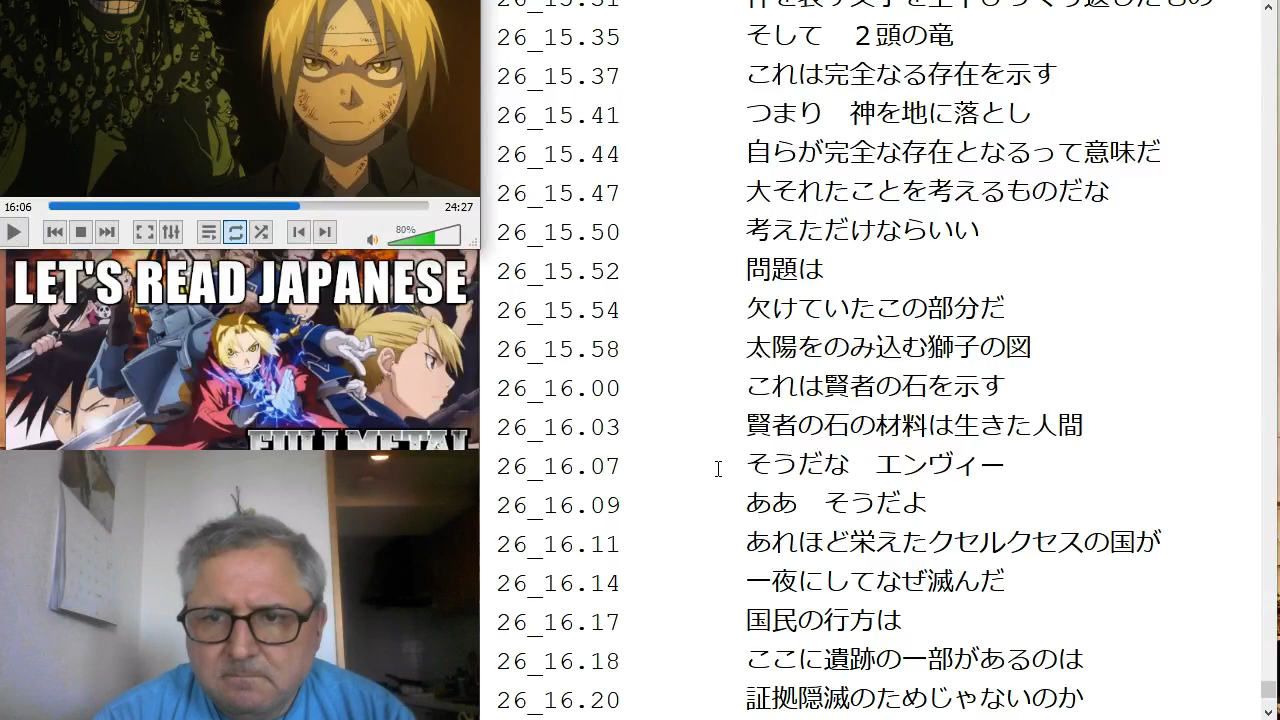 16:06
24:27
80%
LET'S READ JAPANESE
FULLMETAL
26_15.31
26_15.35 そして　２頭の竜
26_15.37 これは完全なる存在を示す
26_15.41 つまり　神を地に落とし
26_15.44 自らが完全な存在となるって意味だ
26_15.47 大それたことを考えるものだな
26_15.50 考えただけならいい
26_15.52 問題は
26_15.54 欠けていたこの部分だ
26_15.58 太陽をのみ込む獅子の図
26_16.00 これは賢者の石を示す
26_16.03 賢者の石の材料は生きた人間
26_16.07 そうだな　エンヴィー
26_16.09 ああ　そうだよ
26_16.11 あれほど栄えたクセルクセスの国が
26_16.14 一夜にしてなぜ滅んだ
26_16.17 国民の行方は
26_16.18 ここに遺跡の一部があるのは
26_16.20 証拠隠滅のためじゃないのか